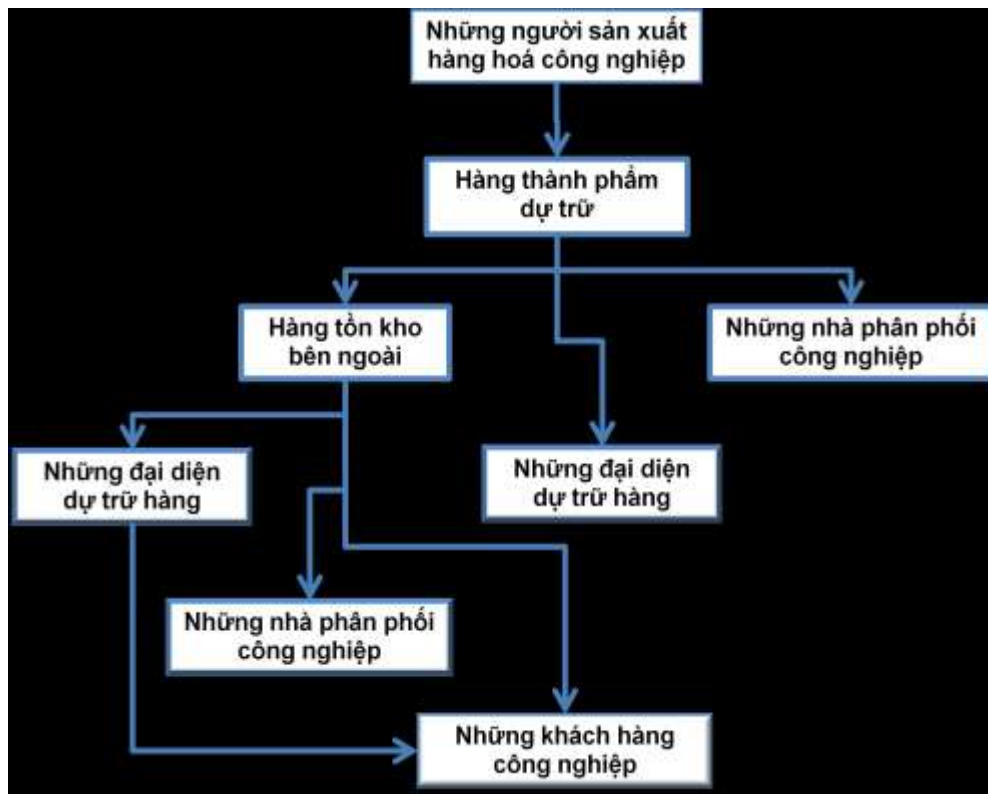 Những người sản xuất
hàng hoá công nghiệp
Hàng thành phẩm
dự trữ
Hàng tồn kho
bên ngoài
Những nhà phân phối
công nghiệp
Những đại diện
dự trữ hàng
Những đại diện
dự trữ hàng
Những nhà phân phối
công nghiệp
Những khách hàng
công nghiệp